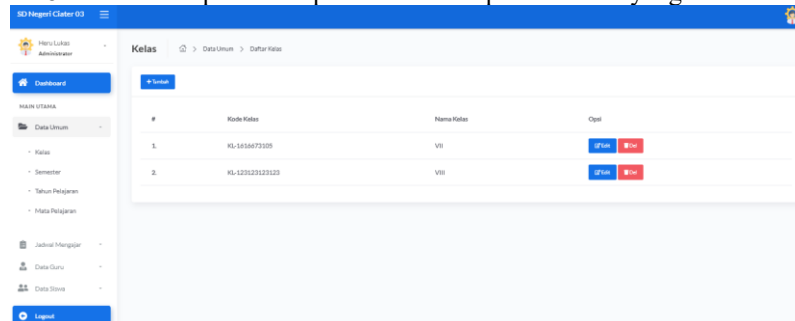 SD Negeri Ciater 03
Heru Lukas
Administrator
Kelas
Data Umum > Daftar Kelas
Dashboard
+Tambah
MAIN UTAMA
Data Umum
# Kode Kelas Nama Kelas Opsi
Kelas
1. KL-1616673105 VII Edit Del
Semester
2. KL-123123123123 VIII Edit Del
Tahun Pelajaran
Mata Pelajaran
Jadwal Mengajar
Data Guru
Data Siswa
Logout